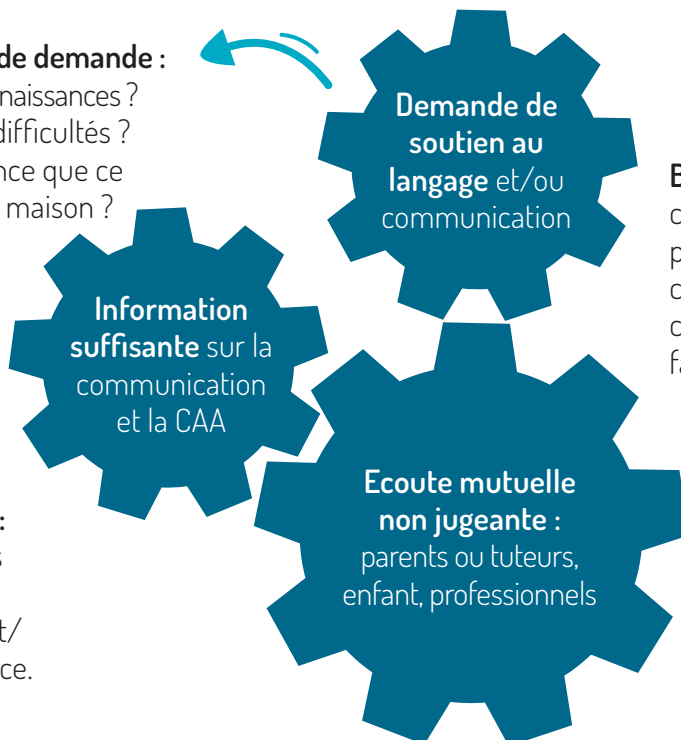 de demande :
naissances ?
difficultés ?
nce que ce
maison ?
Demande de
soutien au
langage et/ou
communication
Information
suffisante sur la
communication
et la CAA
Ecoute mutuelle
non jugeante :
parents ou tuteurs,
enfant, professionnels
:
s
t/
ce.